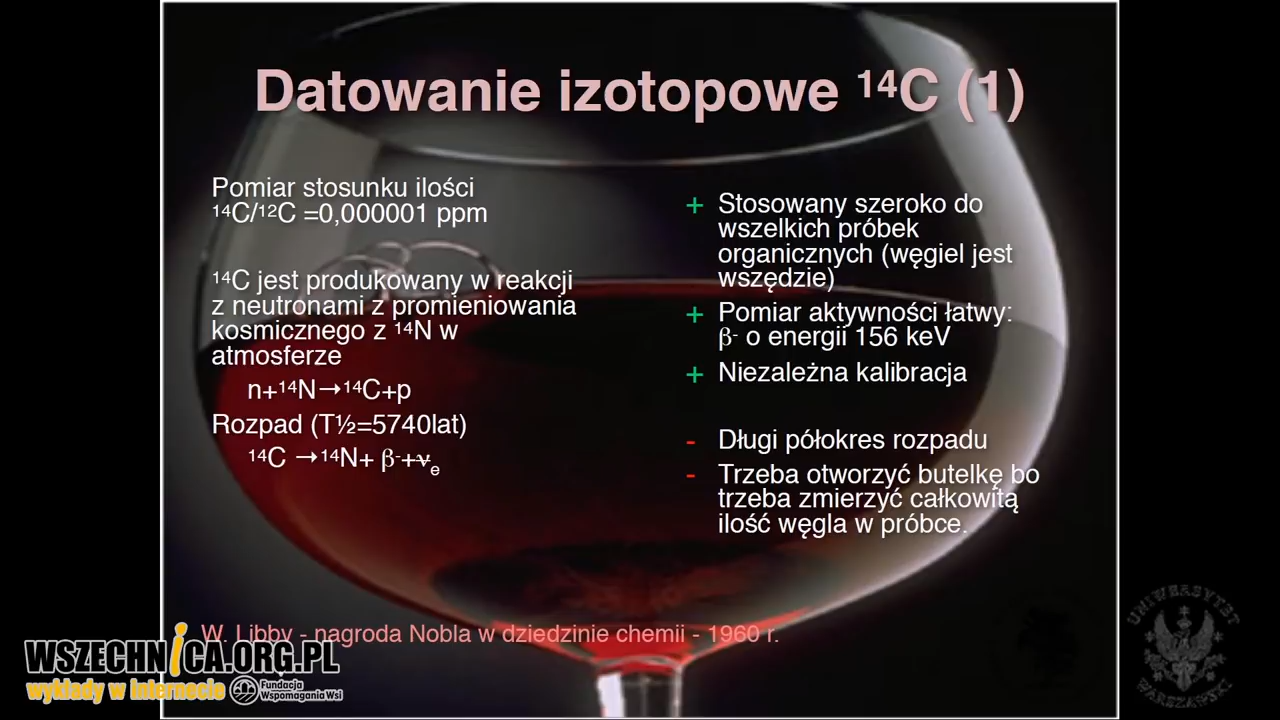 Datowanie izotopowe ¹⁴C (1)
Pomiar stosunku ilości
¹⁴C/¹²C =0,000001 ppm
¹⁴C jest produkowany w reakcji
z neutronami z promieniowania
kosmicznego z ¹⁴N w
atmosferze
n+¹⁴N→¹⁴C+p
Rozpad (T½=5740lat)
¹⁴C →¹⁴N+ β⁻+νₑ
+ Stosowany szeroko do
wszelkich próbek
organicznych (węgiel jest
wszędzie)
+ Pomiar aktywności łatwy:
β⁻ o energii 156 keV
+ Niezależna kalibracja
- Długi półokres rozpadu
- Trzeba otworzyć butelkę bo
trzeba zmierzyć całkowitą
ilość węgla w próbce.
W. Libby - nagroda Nobla w dziedzinie chemii - 1960 r.
WSZECHNICA.ORG.PL
wykłady w internecie
Fundacja
Wspomagania Wsi
UNIWERSYTET
WARSZAWSKI